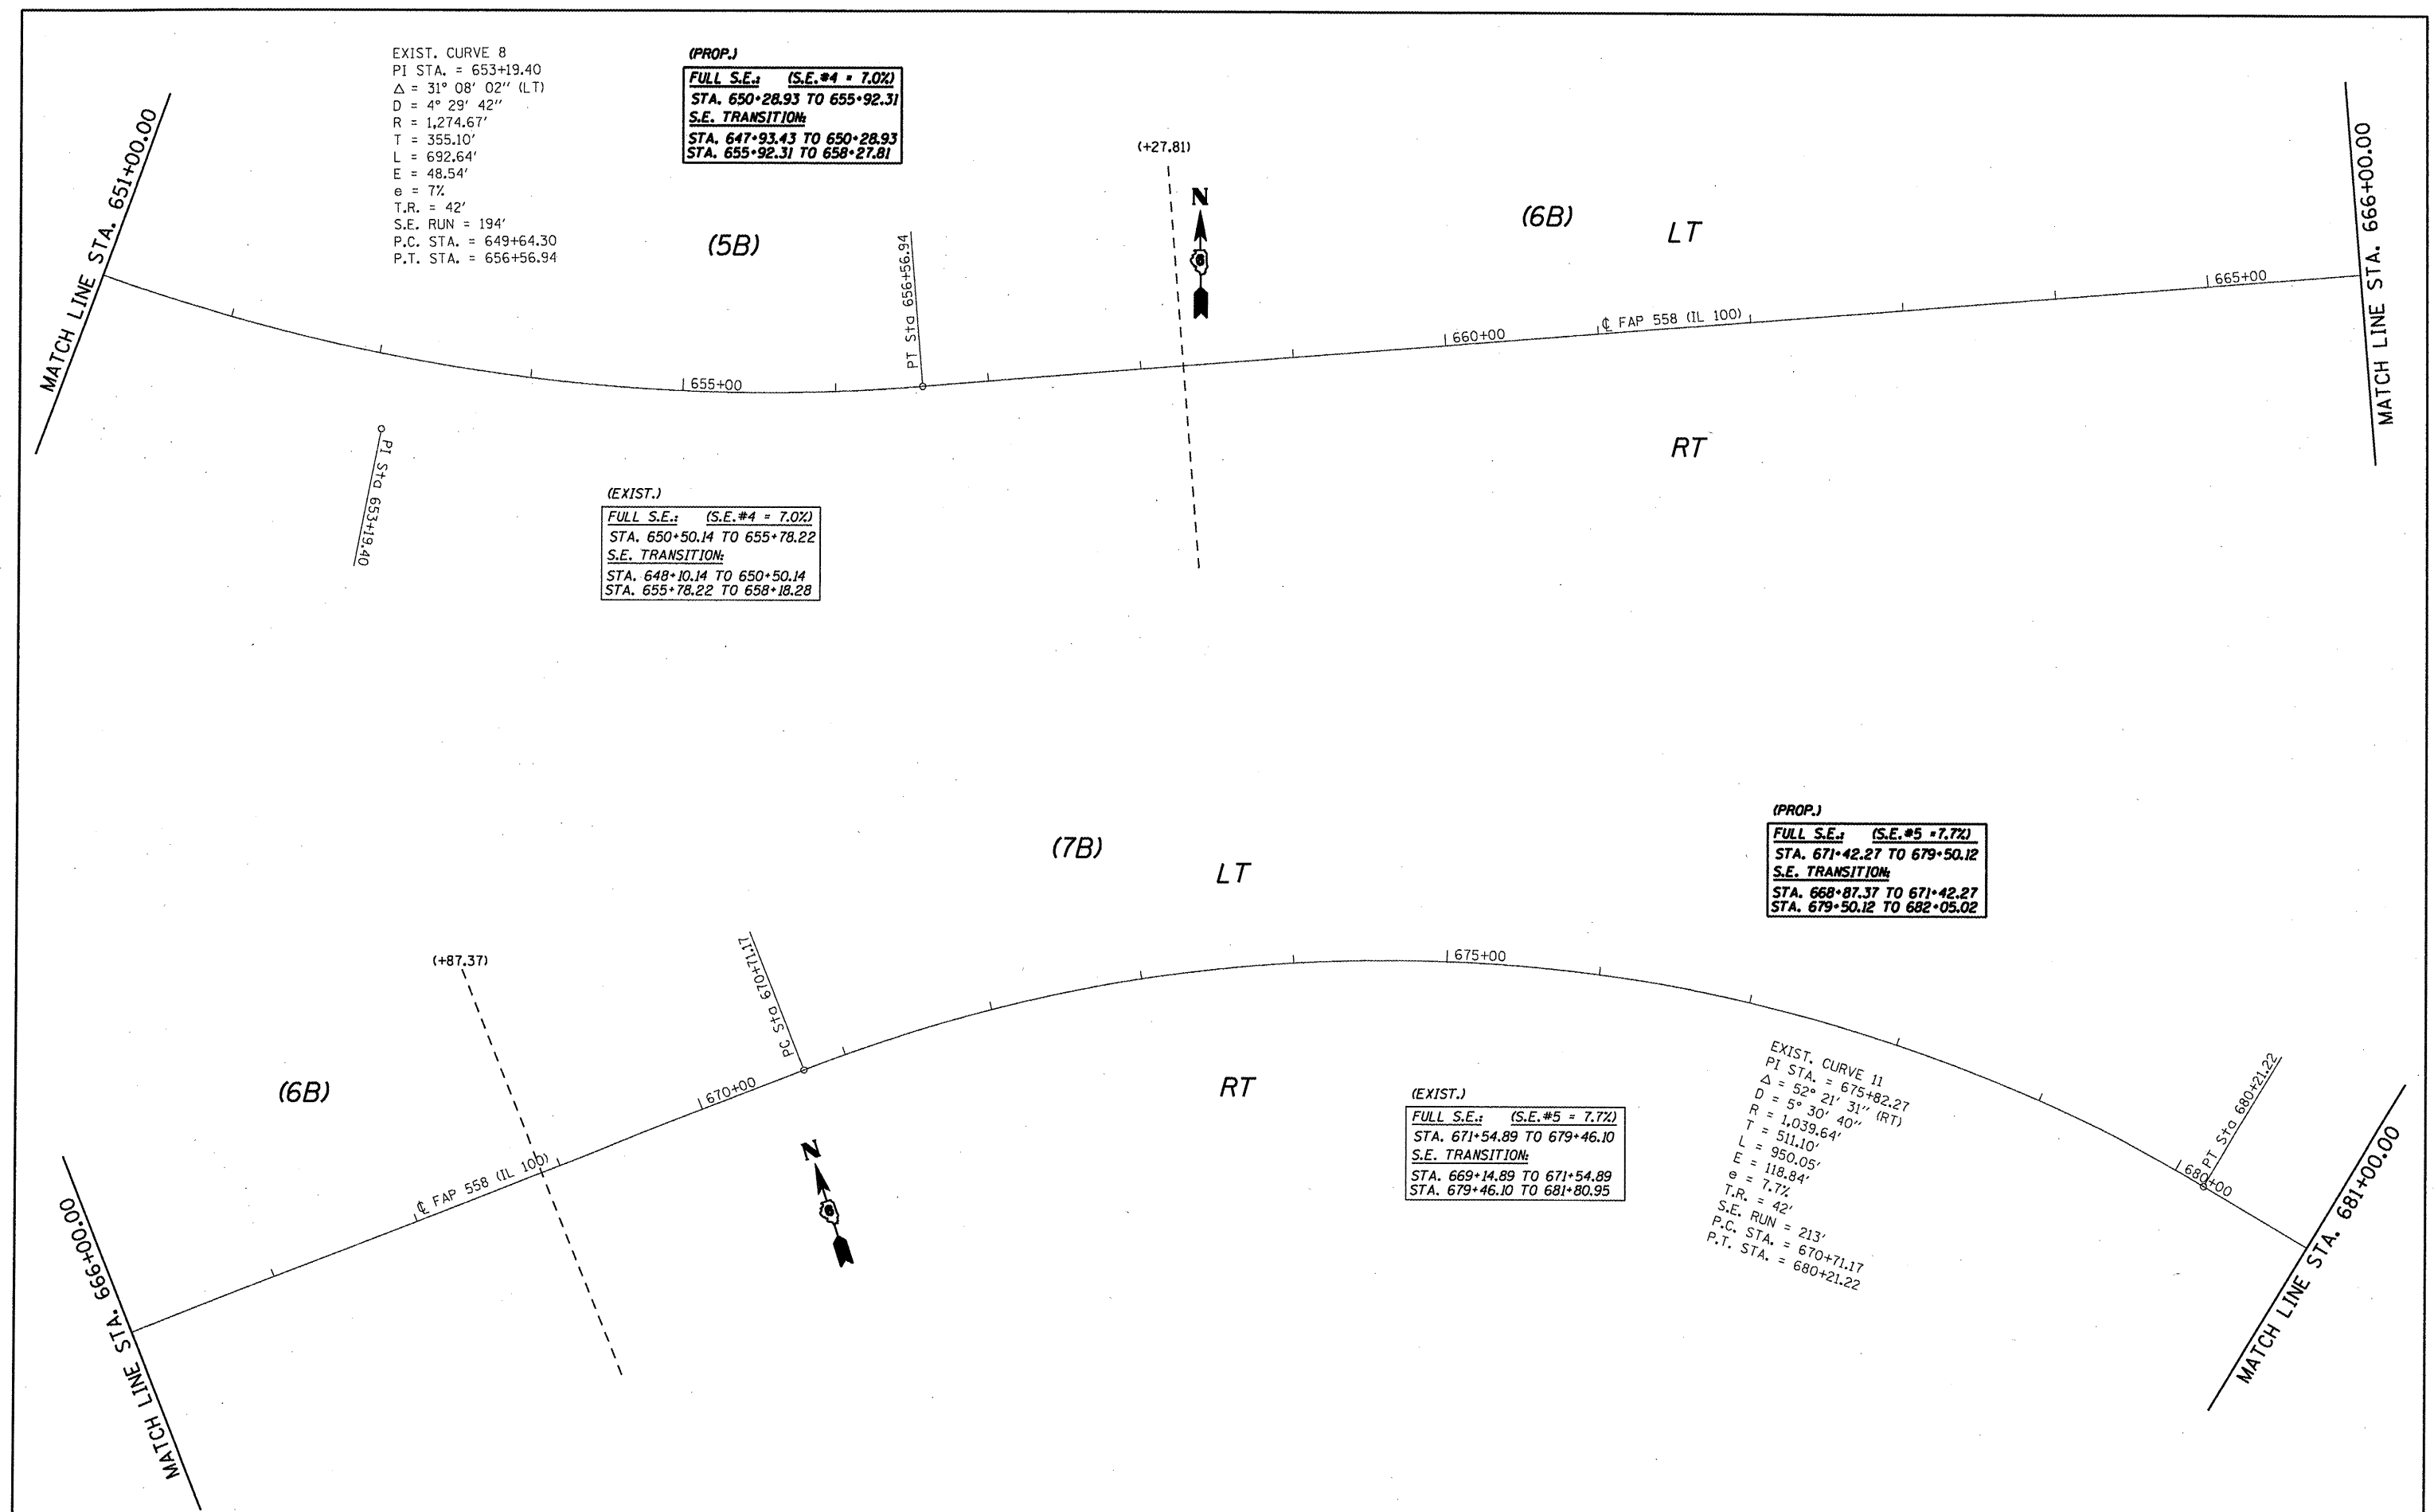 EXIST. CURVE 8
PI STA. = 653+19.40
Δ = 31° 08' 02" (LT)
D = 4° 29' 42"
R = 1,274.67'
T = 355.10'
L = 692.64'
E = 48.54'
e = 7%
T.R. = 42'
S.E. RUN = 194'
P.C. STA. = 649+64.30
P.T. STA. = 656+56.94
(PROP.)
FULL S.E.: (S.E.#4 = 7.0%)
STA. 650+28.93 TO 655+92.31
S.E. TRANSITION:
STA. 647+93.43 TO 650+28.93
STA. 655+92.31 TO 658+27.81
MATCH LINE STA. 651+00.00
(5B)
PT Sta 656+56.94
(+27.81)
N
6
(6B)
LT
MATCH LINE STA. 666+00.00
655+00
660+00
℄ FAP 558 (IL 100)
665+00
RT
PI Sta 653+19.40
(EXIST.)
FULL S.E.: (S.E.#4 = 7.0%)
STA. 650+50.14 TO 655+78.22
S.E. TRANSITION:
STA. 648+10.14 TO 650+50.14
STA. 655+78.22 TO 658+18.28
(7B)
LT
(PROP.)
FULL S.E.: (S.E.#5 =7.7%)
STA. 671+42.27 TO 679+50.12
S.E. TRANSITION:
STA. 668+87.37 TO 671+42.27
STA. 679+50.12 TO 682+05.02
(+87.37)
PC Sta 670+71.17
675+00
(6B)
670+00
℄ FAP 558 (IL 100)
MATCH LINE STA. 666+00.00
N
6
RT
(EXIST.)
FULL S.E.: (S.E.#5 = 7.7%)
STA. 671+54.89 TO 679+46.10
S.E. TRANSITION:
STA. 669+14.89 TO 671+54.89
STA. 679+46.10 TO 681+80.95
EXIST. CURVE 11
PI STA. = 675+82.27
Δ = 52° 21' 31" (RT)
D = 5° 30' 40"
R = 1,039.64'
T = 511.10'
L = 950.05'
E = 118.84'
e = 7.7%
T.R. = 42'
S.E. RUN = 213'
P.C. STA. = 670+71.17
P.T. STA. = 680+21.22
PT Sta 680+21.22
680+00
MATCH LINE STA. 681+00.00